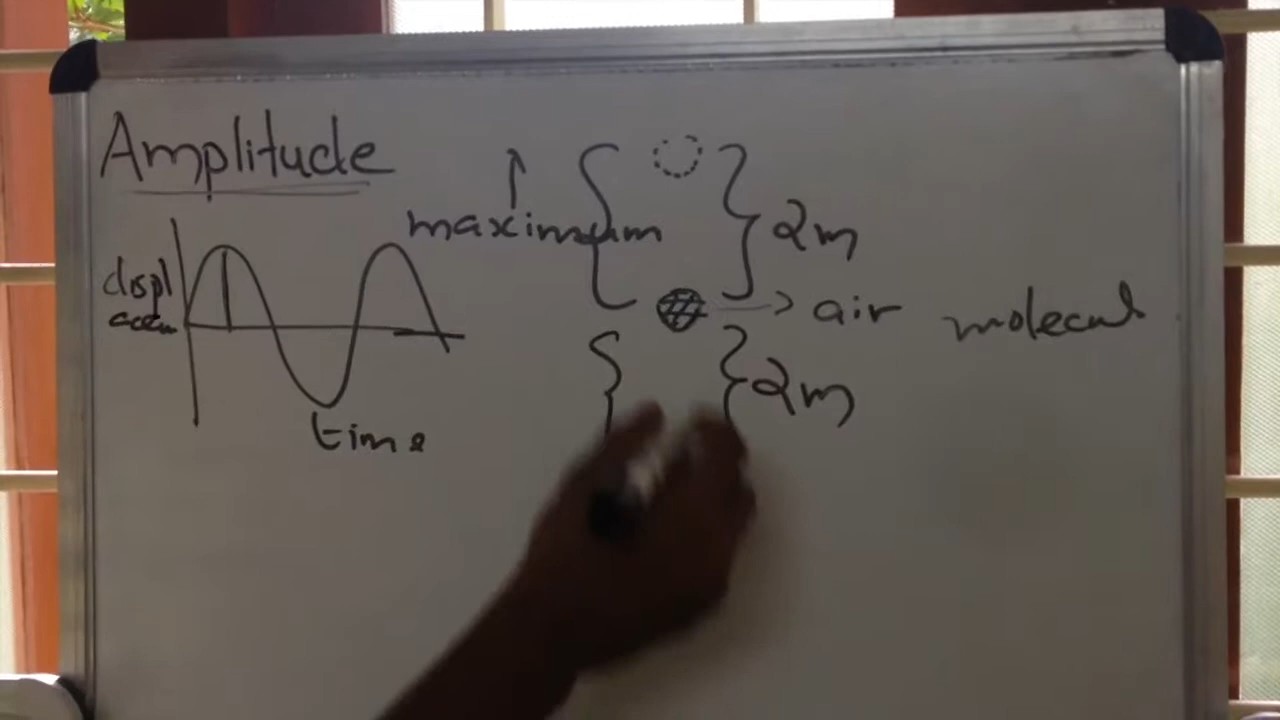 Amplitude
maximum
2m
displ
time
air molecul
2m